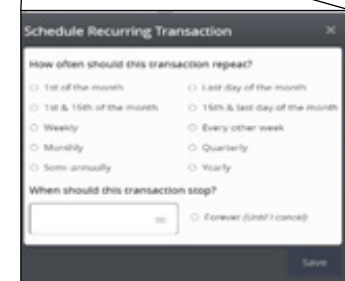 Schedule Recurring Transaction ×
How often should this transaction repeat?
1st of the month
Last day of the month
1st & 15th of the month
15th & last day of the month
Weekly
Every other week
Monthly
Quarterly
Semi-annually
Yearly
When should this transaction stop?
Forever (Until I cancel)
Save